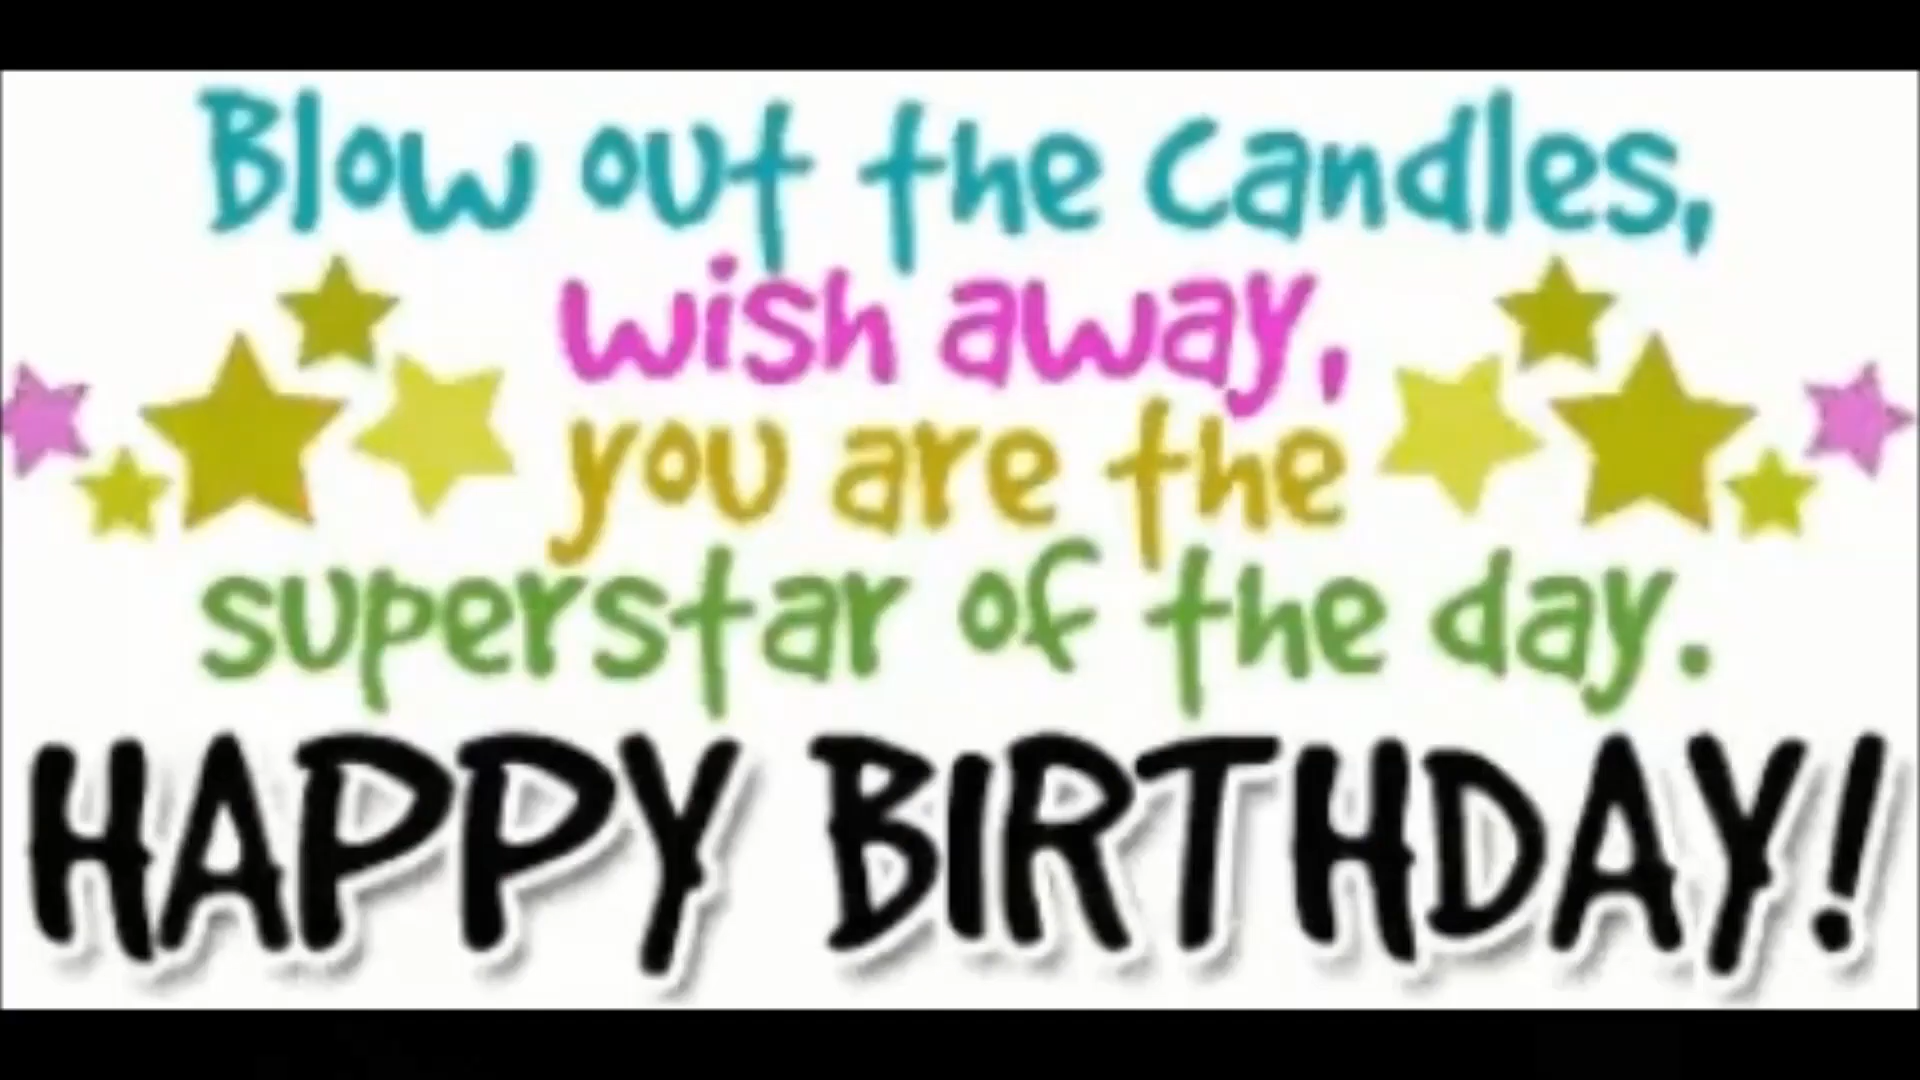 Blow out the candles,
wish away,
you are the
superstar of the day.
HAPPY BIRTHDAY!